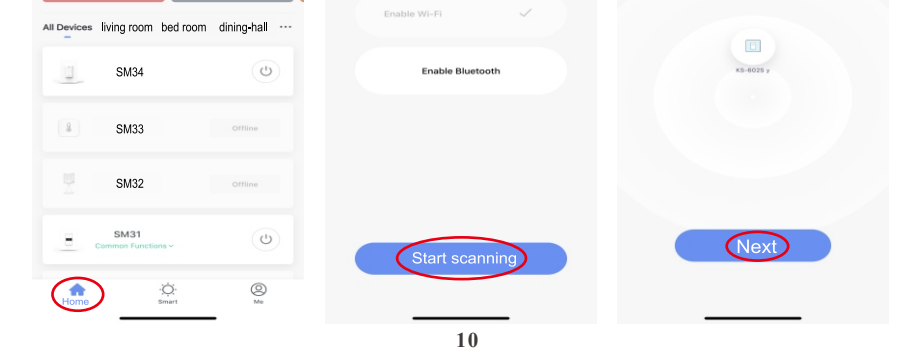 All Devices living room bed room dining-hall ...
SM34
SM33
Offline
SM32
Offline
SM31
Common Functions
Home
Smart
Me
Enable Wi-Fi
Enable Bluetooth
Start scanning
KS-6025 y
Next
10